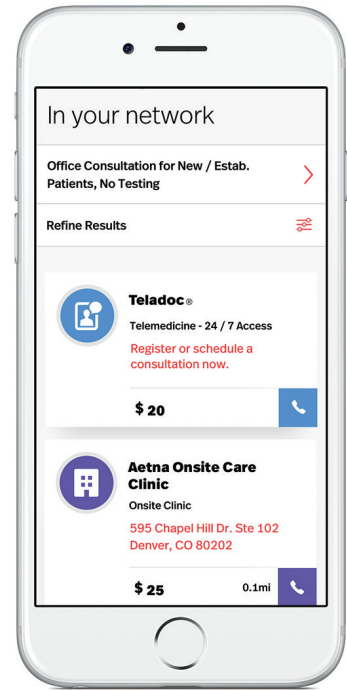 In your network
Office Consultation for New / Estab.
Patients, No Testing
Refine Results
Teladoc®
Telemedicine - 24 / 7 Access
Register or schedule a
consultation now.
$ 20
Aetna Onsite Care
Clinic
Onsite Clinic
595 Chapel Hill Dr. Ste 102
Denver, CO 80202
$ 25 0.1mi